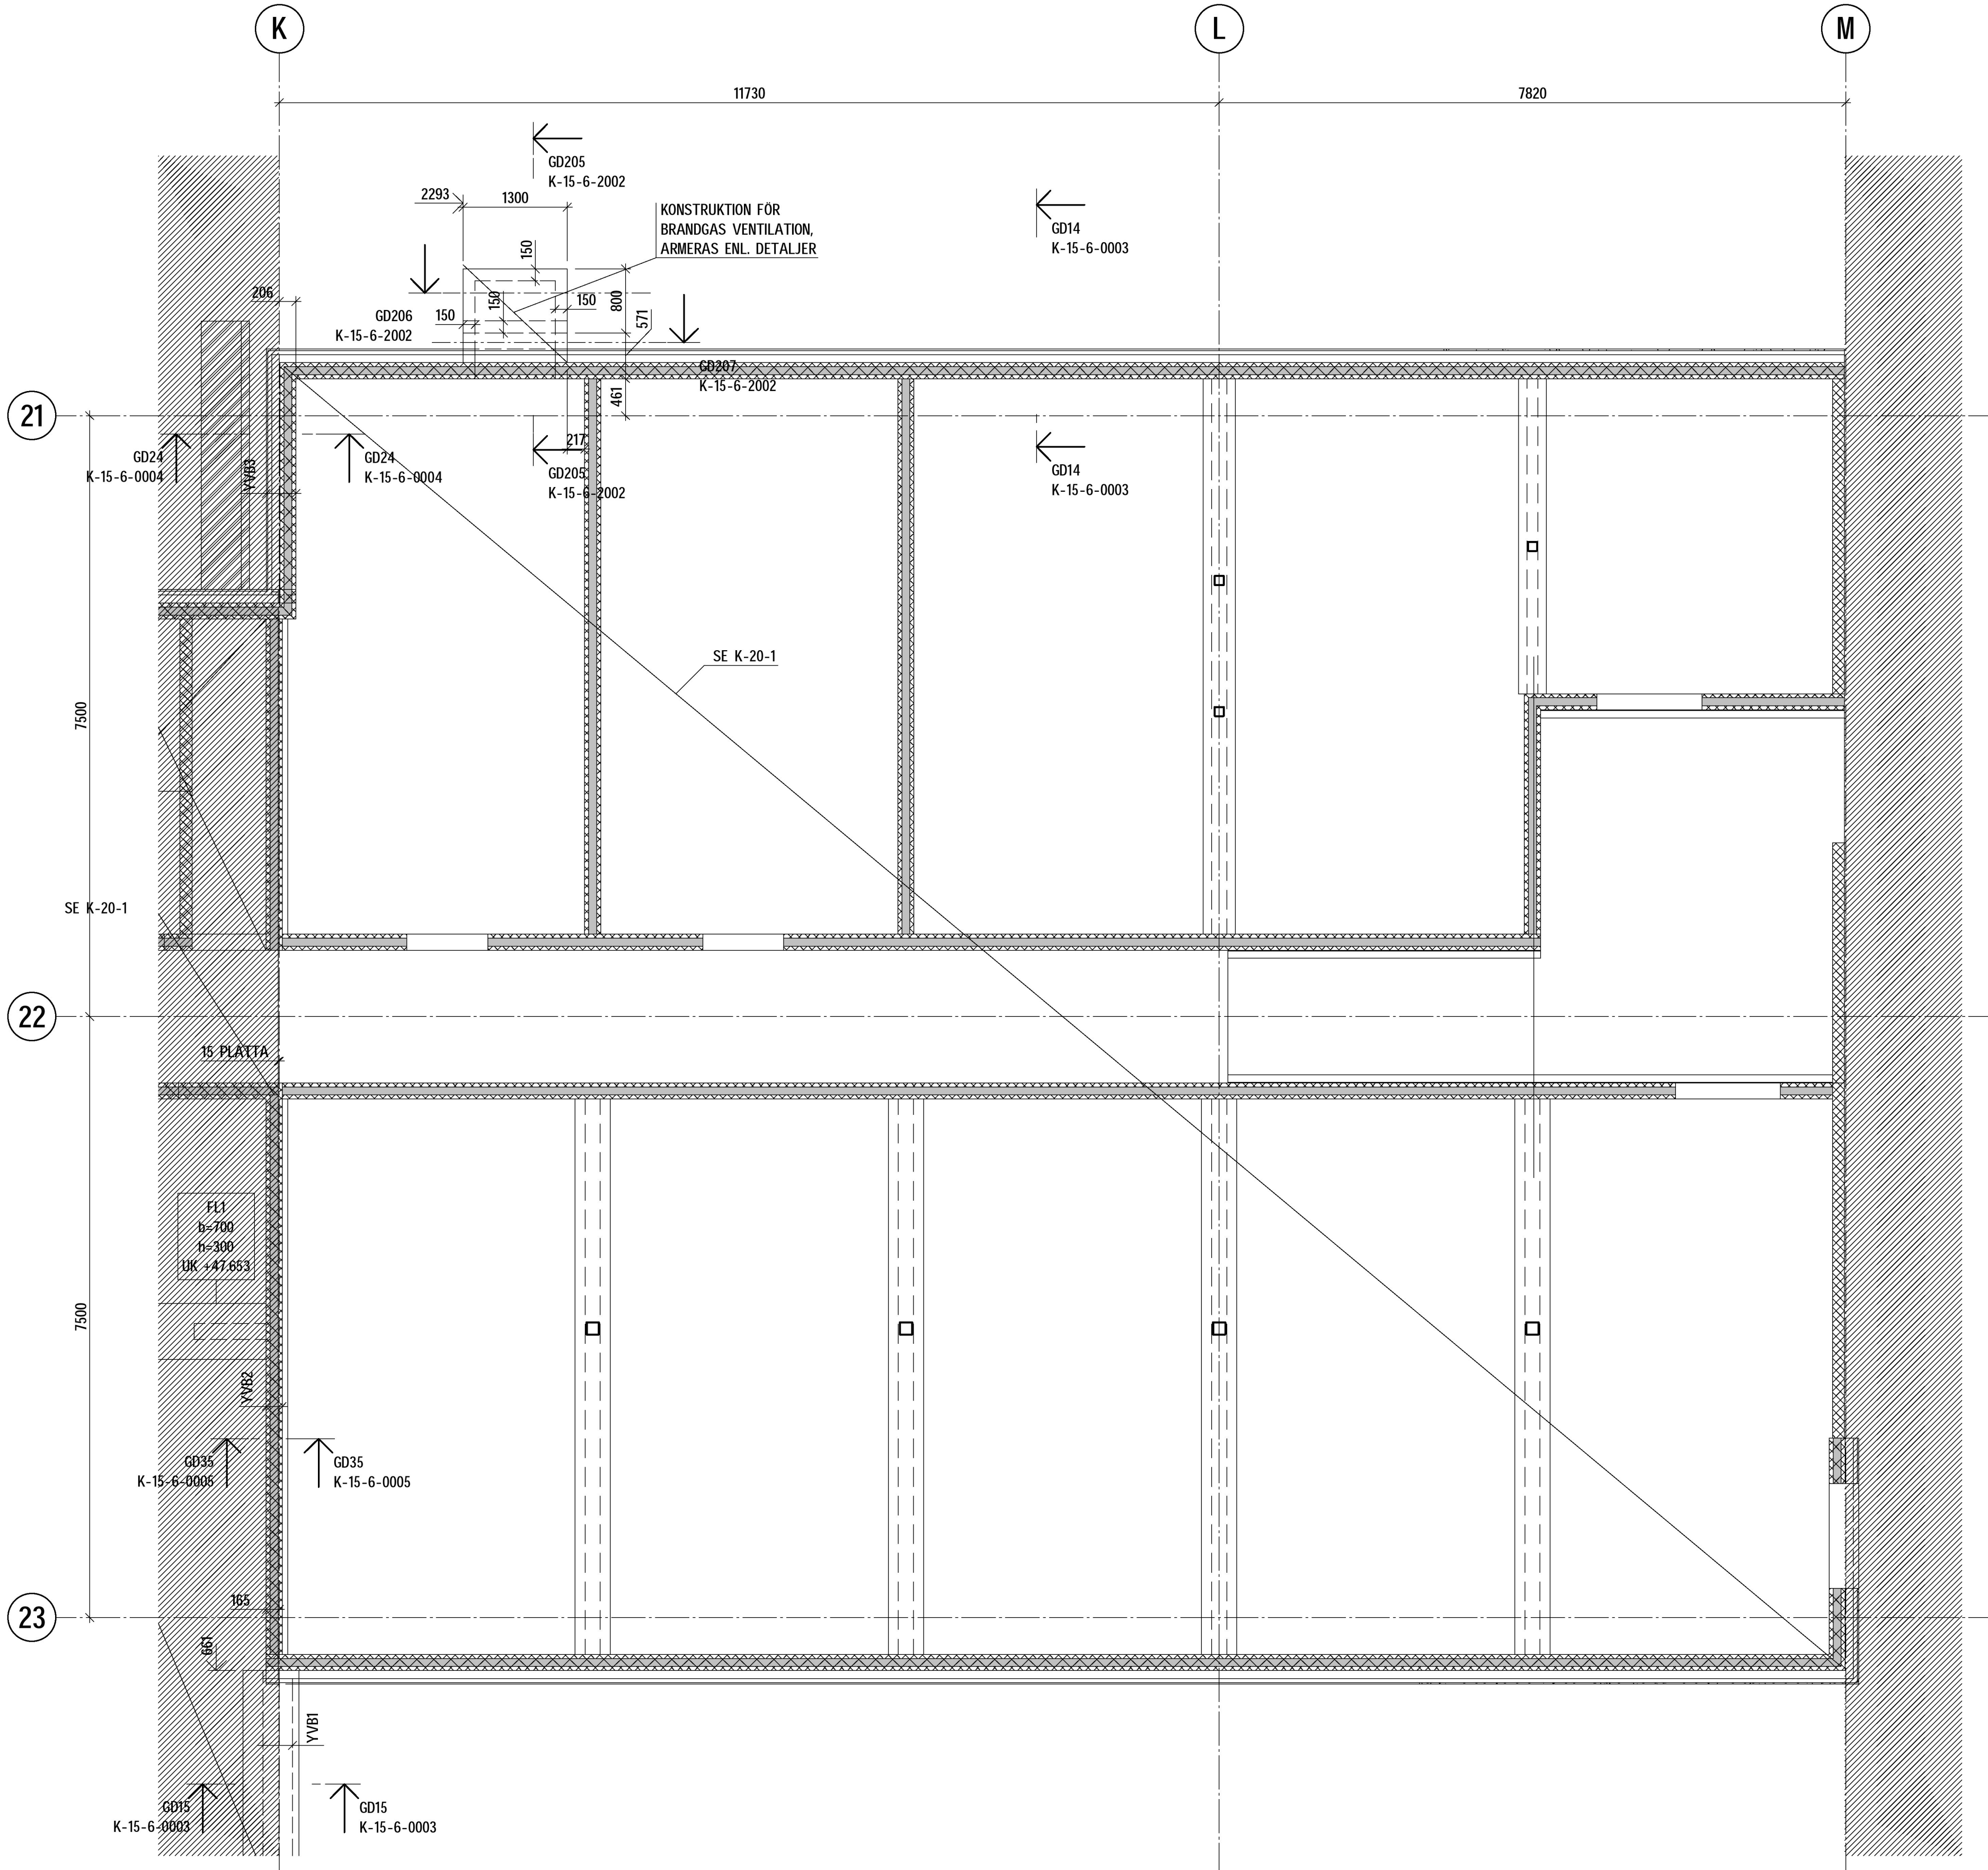 K
L
M
11730
7820
GD205
K-15-6-2002
2293
1300
KONSTRUKTION FÖR
BRANDGAS VENTILATION,
ARMERAS ENL. DETALJER
GD14
K-15-6-0003
150
206
150
150
800
GD206
K-15-6-2002
150
571
GD207
K-15-6-2002
461
21
217
GD24
K-15-6-0004
YVB3
GD24
K-15-6-0004
GD205
K-15-6-2002
GD14
K-15-6-0003
SE K-20-1
7500
SE K-20-1
22
15 PLATTA
FL1
b=700
h=300
UK +47.653
7500
YVB2
GD35
K-15-6-0005
GD35
K-15-6-0005
165
23
661
YVB1
GD15
K-15-6-0003
GD15
K-15-6-0003